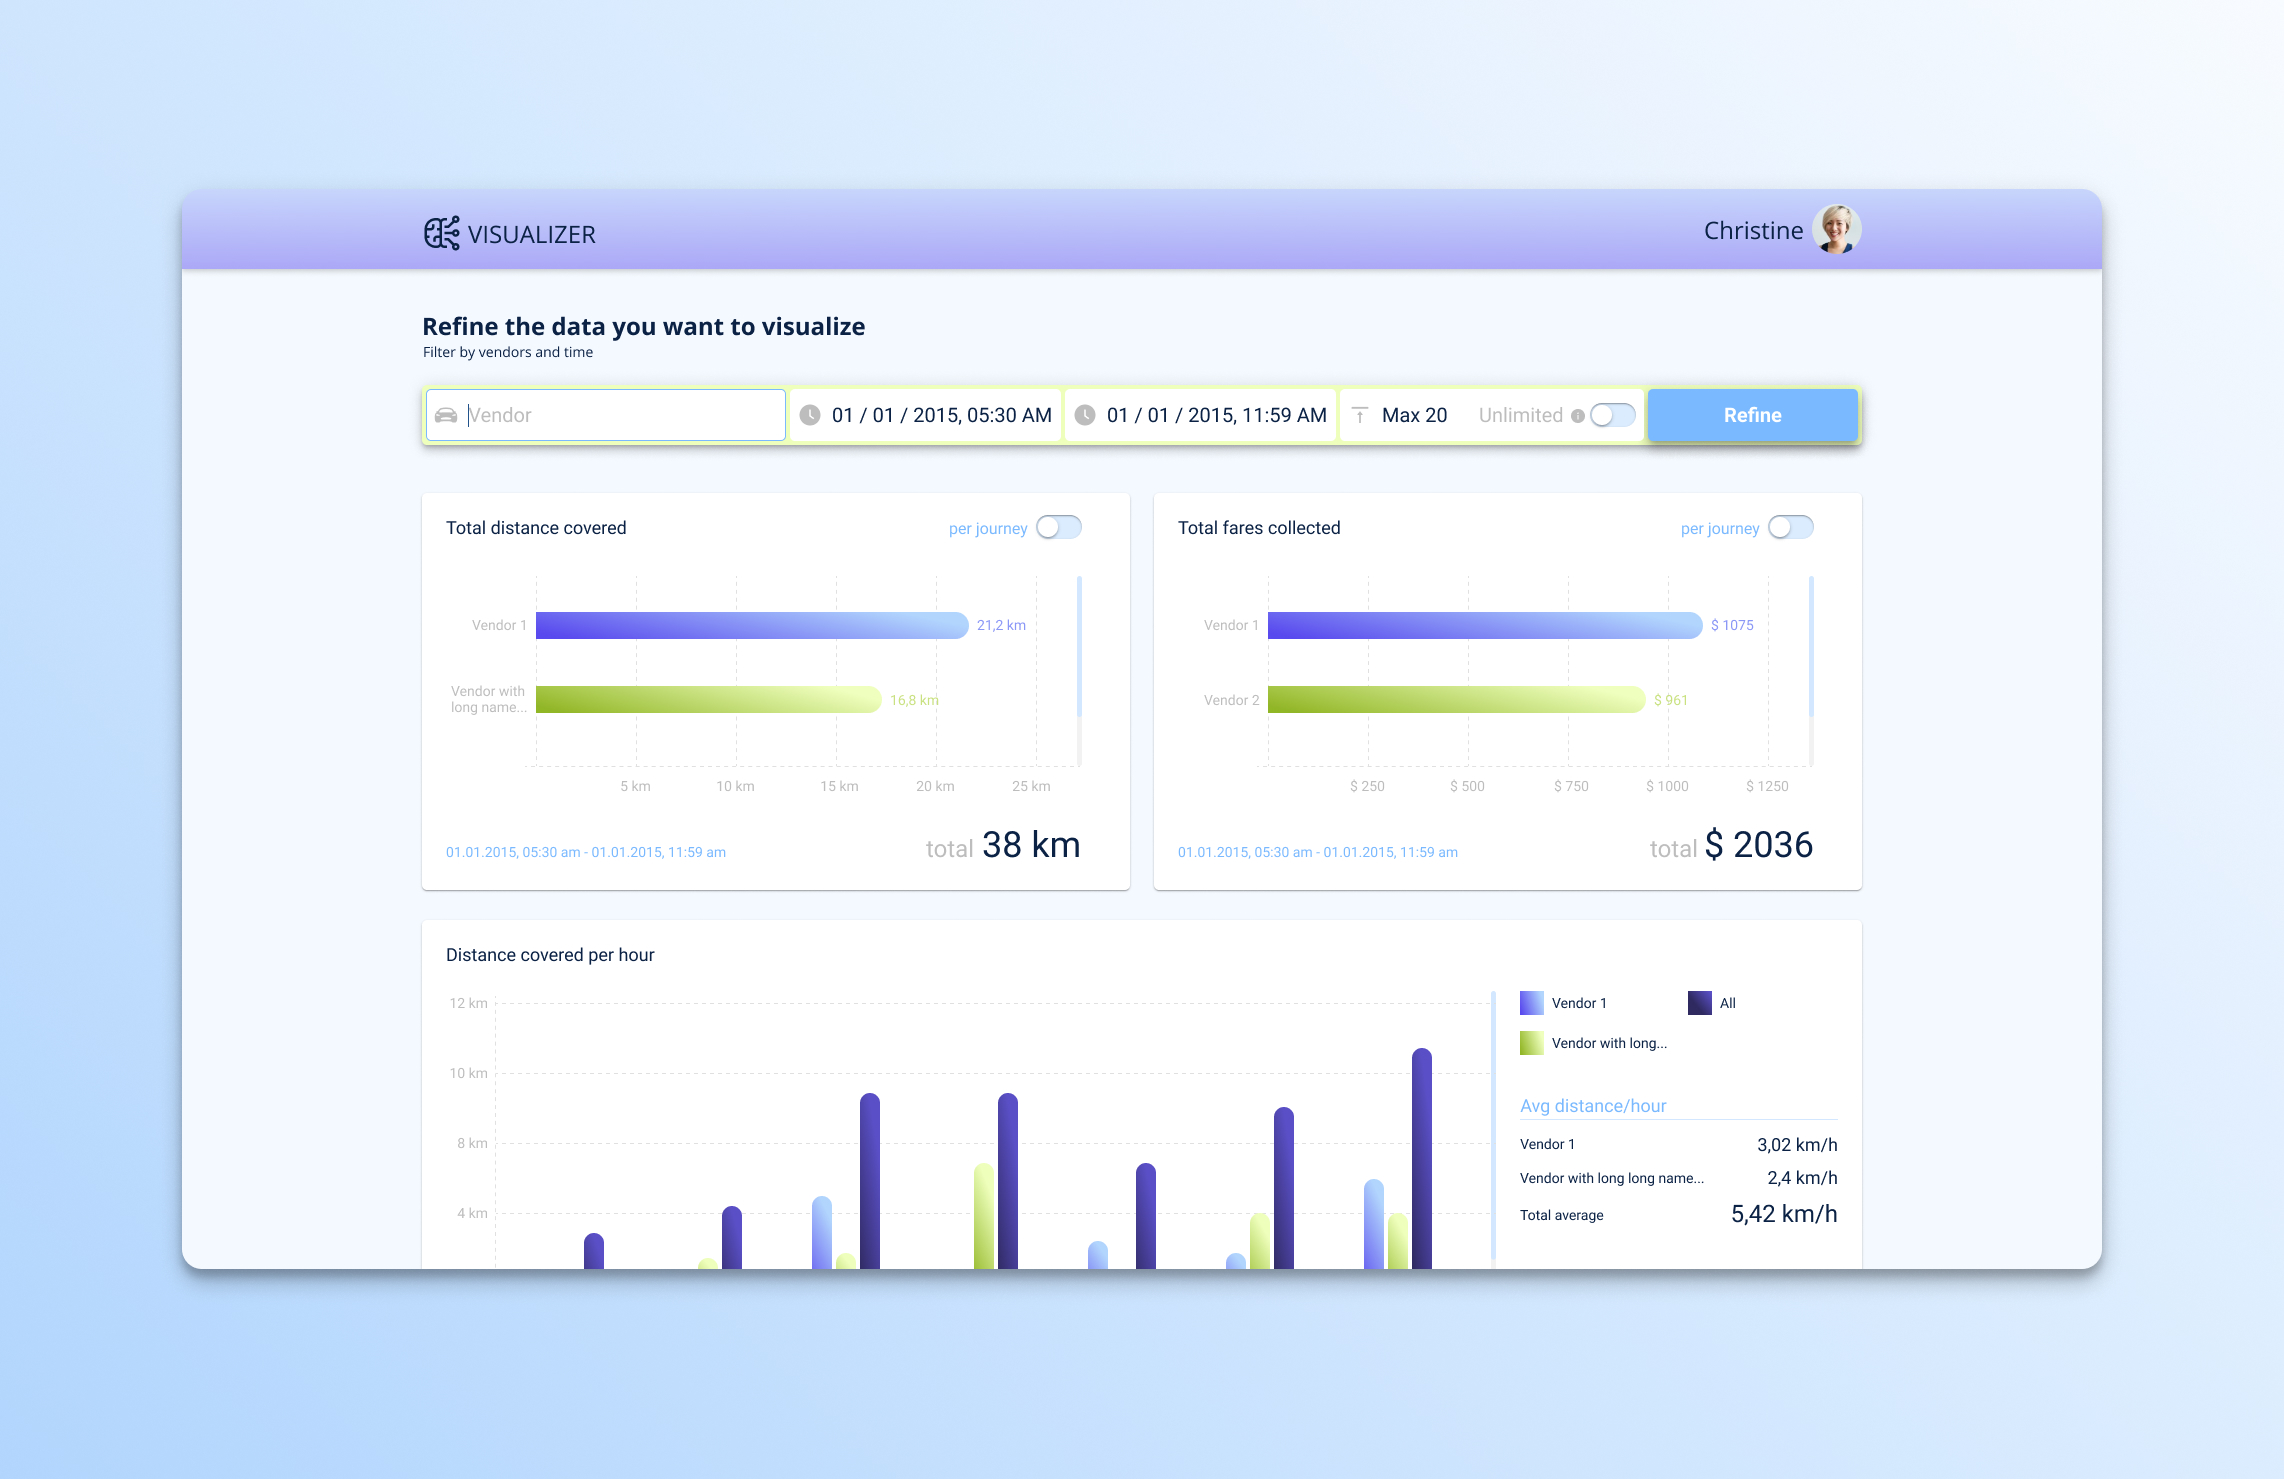 VISUALIZER
Christine
Refine the data you want to visualize
Filter by vendors and time
Vendor
01 / 01 / 2015, 05:30 AM
01 / 01 / 2015, 11:59 AM
Max 20
Unlimited
Refine
Total distance covered
per journey
Vendor 1
21,2 km
Vendor with
long name...
16,8 km
5 km
10 km
15 km
20 km
25 km
01.01.2015, 05:30 am - 01.01.2015, 11:59 am
total 38 km
Total fares collected
per journey
Vendor 1
$ 1075
Vendor 2
$ 961
$ 250
$ 500
$ 750
$ 1000
$ 1250
01.01.2015, 05:30 am - 01.01.2015, 11:59 am
total $ 2036
Distance covered per hour
12 km
10 km
8 km
4 km
Vendor 1
All
Vendor with long...
Avg distance/hour
Vendor 1
3,02 km/h
Vendor with long long name...
2,4 km/h
Total average
5,42 km/h